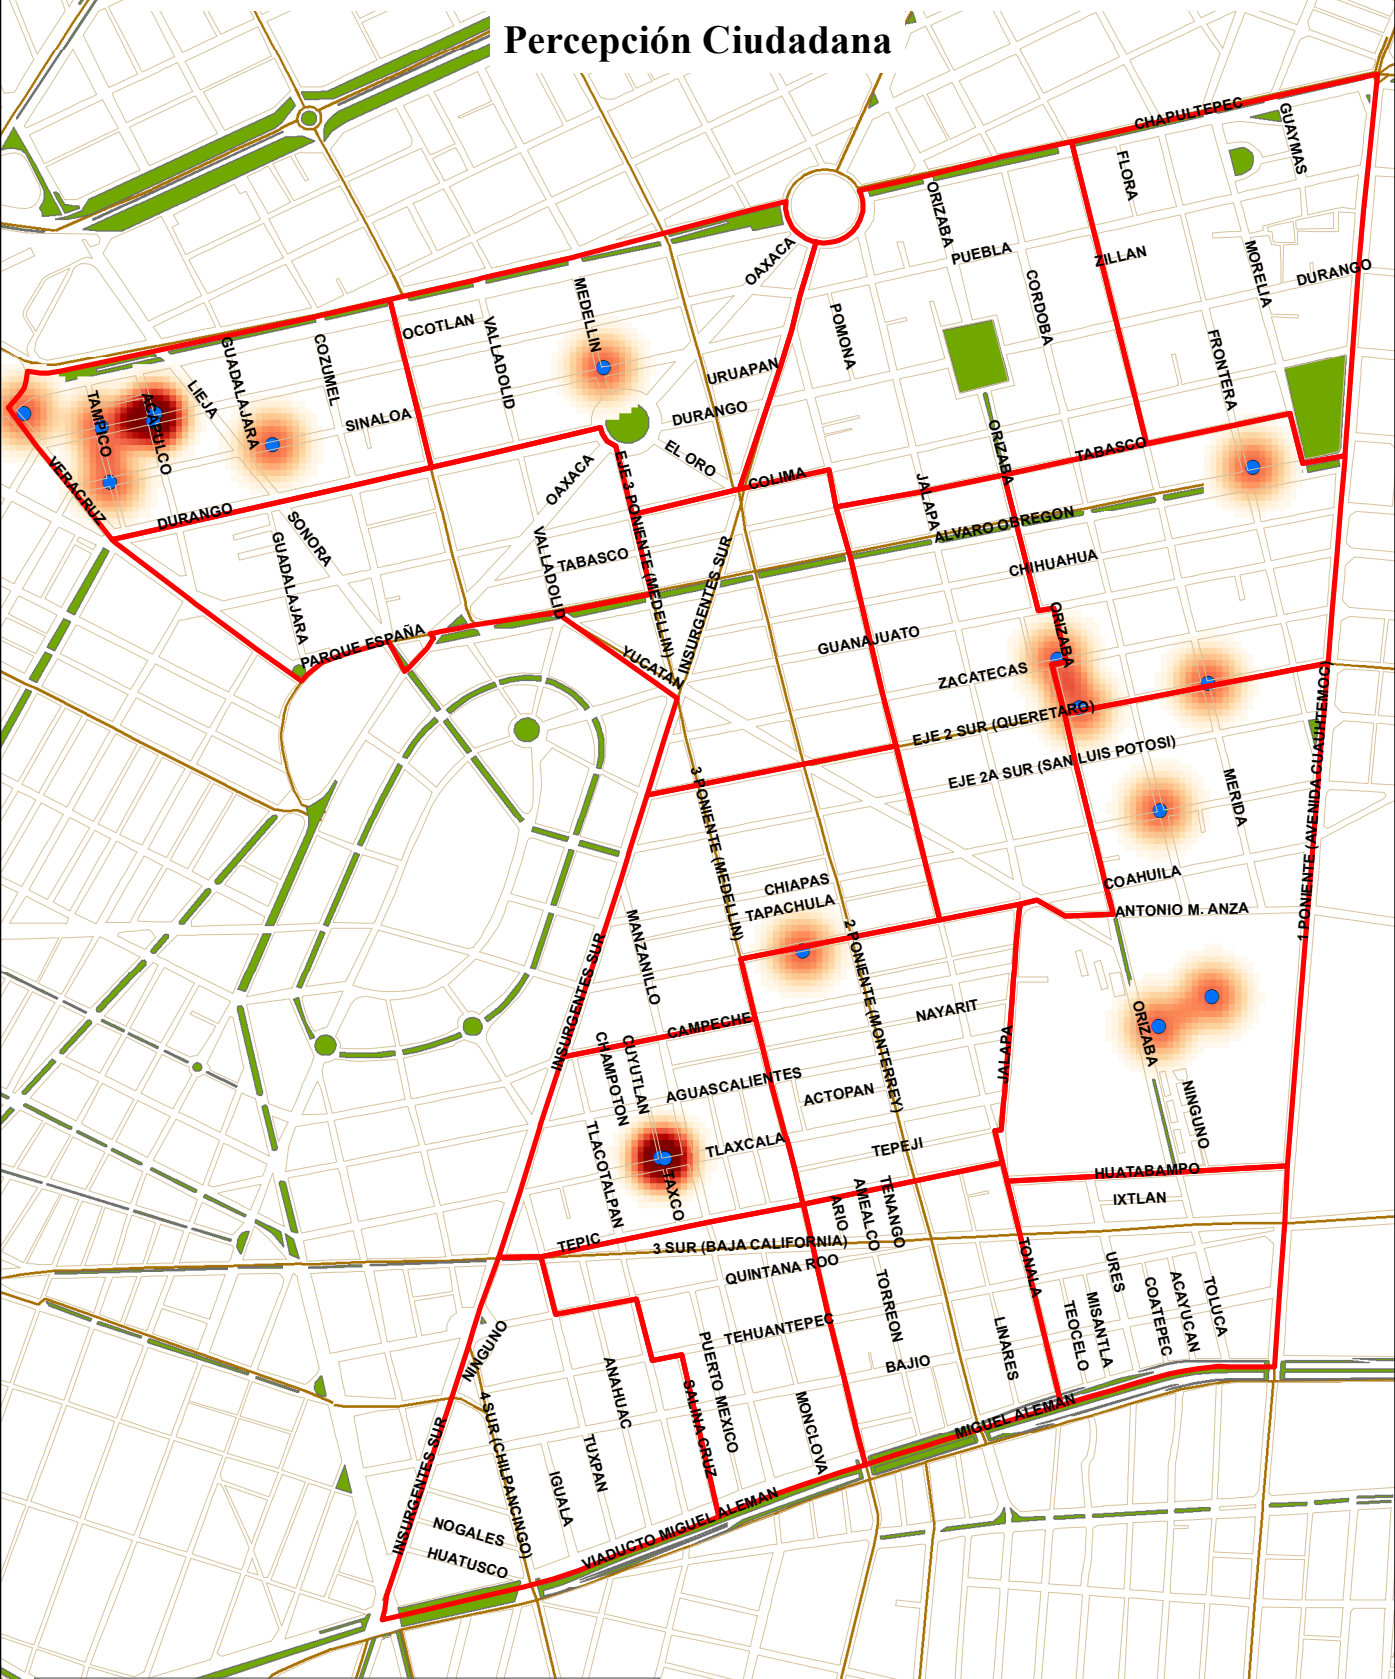 Percepción Ciudadana
CHAPULTEPEC
GUAYMAS
FLORA
ORIZABA
PUEBLA
ZILLAN
OAXACA
MORELIA
DURANGO
CORDOBA
MEDELLIN
POMONA
OCOTLAN
VALLADOLID
COZUMEL
GUADALAJARA
FRONTERA
URUAPAN
LIEJA
TAMPICO
ACAPULCO
SINALOA
DURANGO
EL ORO
ORIZABA
TABASCO
VERACRUZ
COLIMA
OAXACA
JALAPA
DURANGO
SONORA
EJE 3 PONIENTE (MEDELLIN)
ALVARO OBREGON
GUADALAJARA
VALLADOLID
TABASCO
INSURGENTES SUR
CHIHUAHUA
ORIZABA
GUANAJUATO
PARQUE ESPAÑA
YUCATAN
ZACATECAS
EJE 2 SUR (QUERETARO)
EJE 2A SUR (SAN LUIS POTOSI)
MERIDA
1 PONIENTE (AVENIDA CUAUHTEMOC)
3 PONIENTE (MEDELLIN)
CHIAPAS
TAPACHULA
COAHUILA
ANTONIO M. ANZA
MANZANILLO
INSURGENTES SUR
2 PONIENTE (MONTERREY)
NAYARIT
CAMPECHE
ORIZABA
JALAPA
CHAMPOTON
CUYUTLAN
AGUASCALIENTES
ACTOPAN
NINGUNO
TLACOTALPAN
TLAXCALA
TEPEJI
TAXCO
HUATABAMPO
IXTLAN
ARIO
AMEALCO
TENANGO
TEPIC
3 SUR (BAJA CALIFORNIA)
QUINTANA ROO
TONALA
URES
TORREON
COATEPEC
ACAYUCAN
TOLUCA
MISANTLA
TEOCELO
TEHUANTEPEC
LINARES
NINGUNO
PUERTO MEXICO
BAJIO
ANAHUAC
SALINA CRUZ
MONCLOVA
MIGUEL ALEMAN
4 SUR (CHILPANCINGO)
INSURGENTES SUR
TUXPAN
IGUALA
VIADUCTO MIGUEL ALEMAN
NOGALES
HUATUSCO